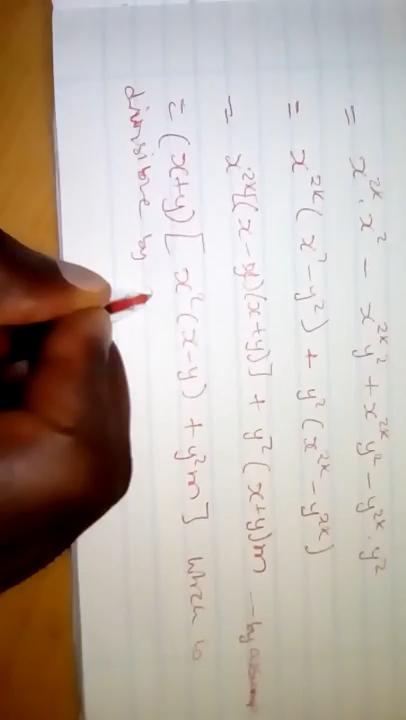 = x^{2k} . x^2 - x^{2k} y^2 + x^{2k} y^2 - y^{2k} . y^2
= x^{2k} ( x^2 - y^2 ) + y^2 ( x^{2k} - y^{2k} )
= x^{2k} [(x - y)(x + y)] + y^2 (x + y)m - by
= (x+y) [ x^{2k} (x - y) + y^2 m ] which is
divisible by